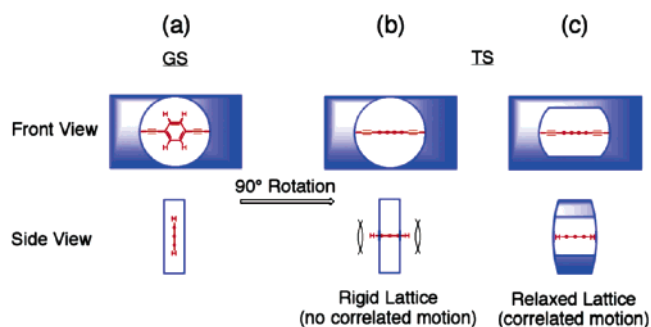 (a) (b) (c)
GS TS
Front View
H H
H H
90° Rotation
Side View
H
H
H H
H H
Rigid Lattice
(no correlated motion)
Relaxed Lattice
(correlated motion)